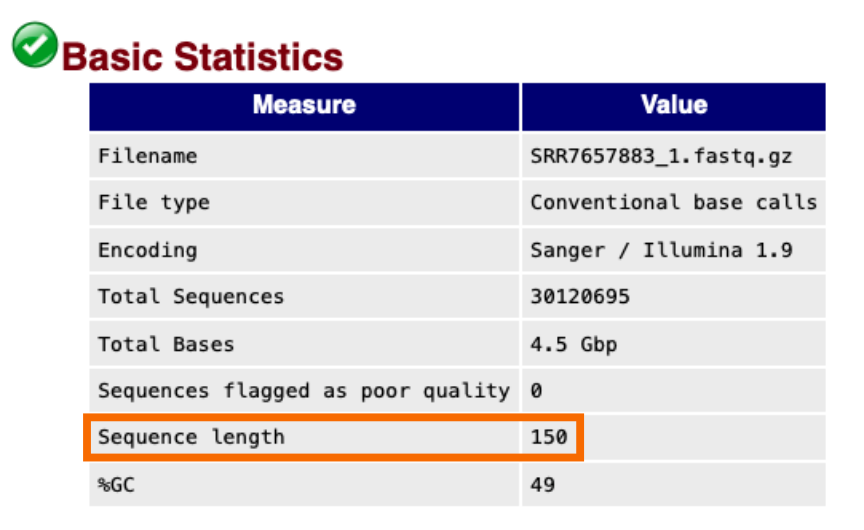 Basic Statistics
Measure Value
Filename SRR7657883_1.fastq.gz
File type Conventional base calls
Encoding Sanger / Illumina 1.9
Total Sequences 30120695
Total Bases 4.5 Gbp
Sequences flagged as poor quality 0
Sequence length 150
%GC 49